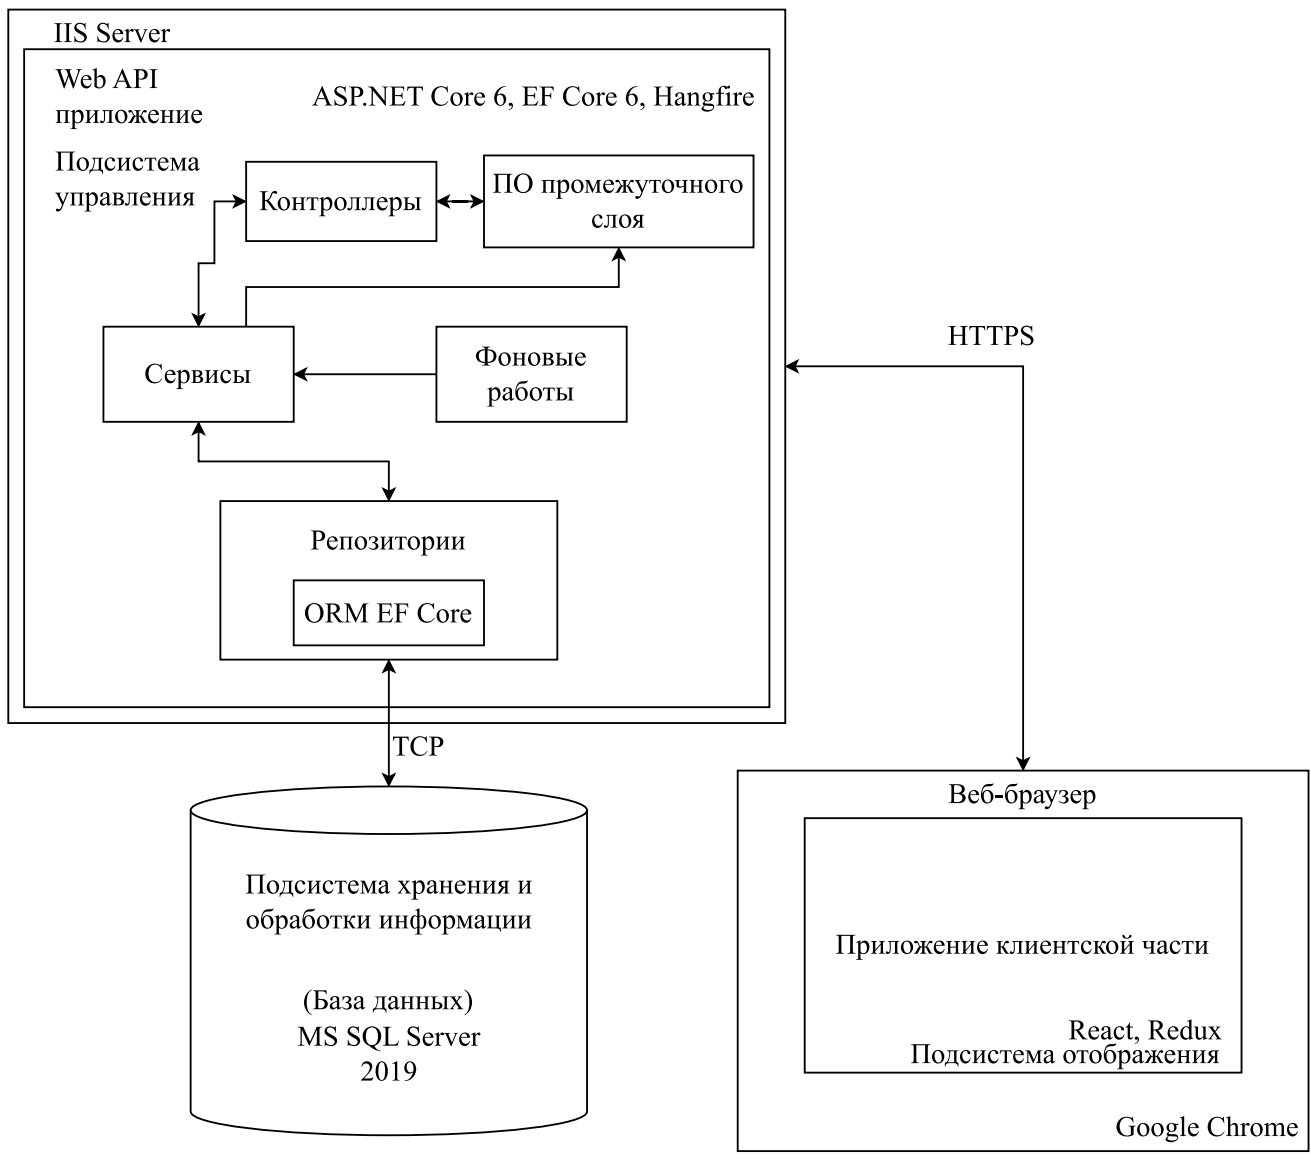 IIS Server
Web API
приложение
ASP.NET Core 6, EF Core 6, Hangfire
Подсистема
управления
Контроллеры
ПО промежуточного
слоя
Сервисы
Фоновые
работы
HTTPS
Репозитории
ORM EF Core
TCP
Подсистема хранения и
обработки информации
(База данных)
MS SQL Server
2019
Веб-браузер
Приложение клиентской части
React, Redux
Подсистема отображения
Google Chrome